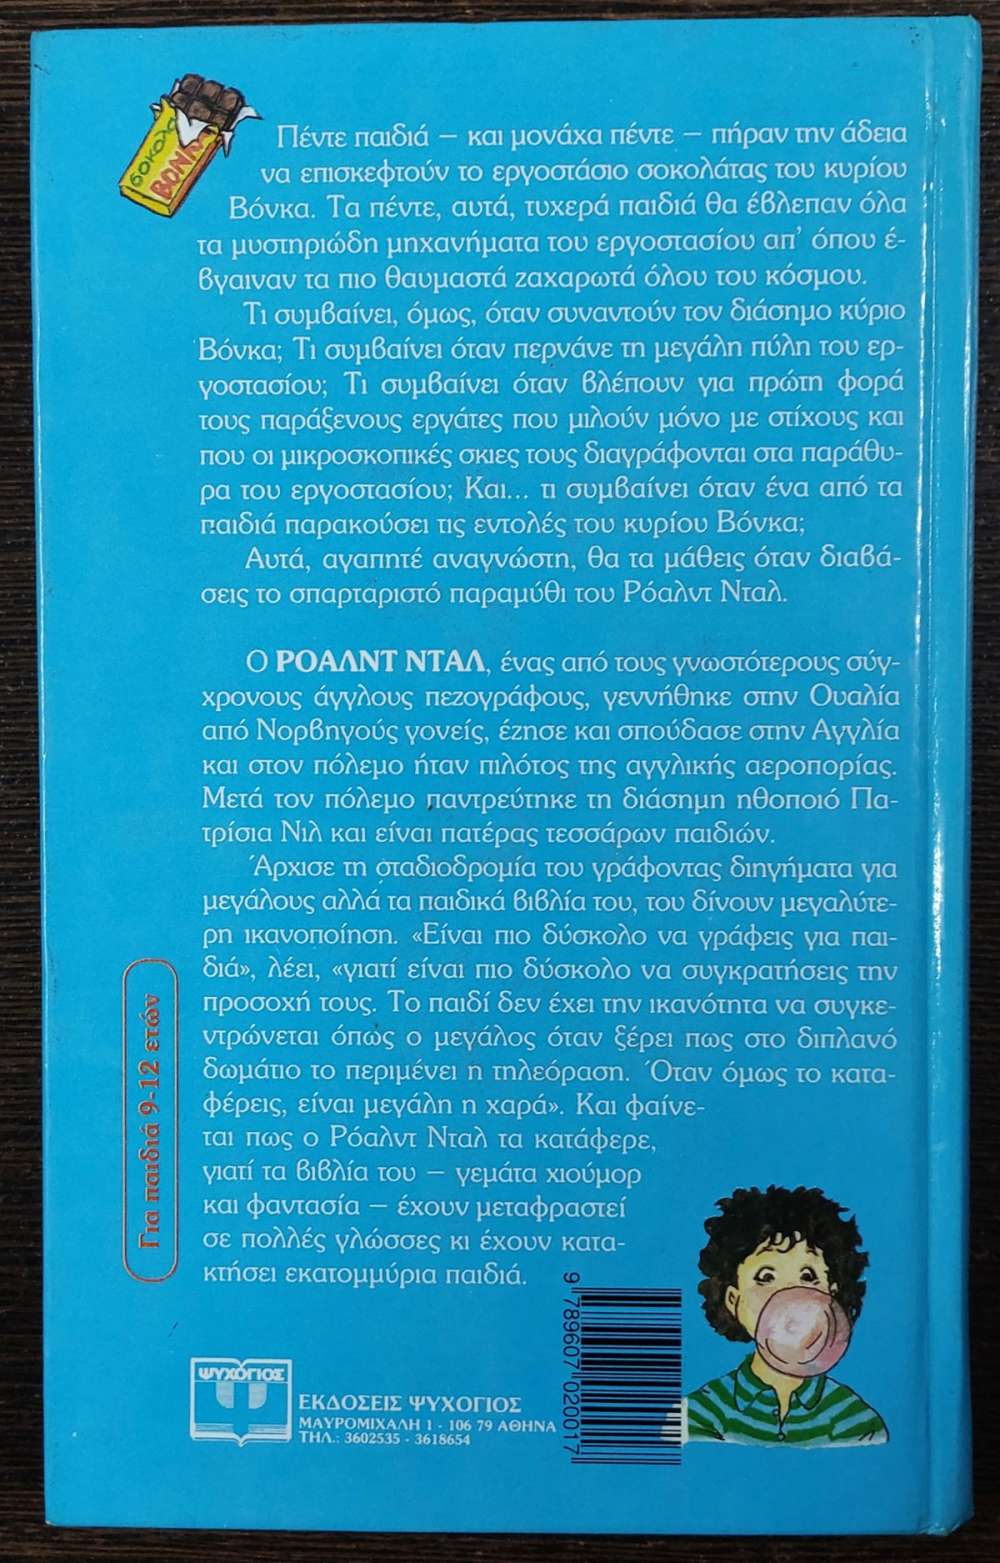 σοκολα
ΒΟΝΚ
Πέντε παιδιά — και μονάχα πέντε — πήραν την άδεια
να επισκεφτούν το εργοστάσιο σοκολάτας του κυρίου
Βόνκα. Τα πέντε, αυτά, τυχερά παιδιά θα έβλεπαν όλα
τα μυστηριώδη μηχανήματα του εργοστασίου απ' όπου έ-
βγαιναν τα πιο θαυμαστά ζαχαρωτά όλου του κόσμου.
Τι συμβαίνει, όμως, όταν συναντούν τον διάσημο κύριο
Βόνκα; Τι συμβαίνει όταν περνάνε τη μεγάλη πύλη του ερ-
γοστασίου; Τι συμβαίνει όταν βλέπουν για πρώτη φορά
τους παράξενους εργάτες που μιλούν μόνο με στίχους και
που οι μικροσκοπικές σκιες τους διαγράφονται στα παράθυ-
ρα του εργοστασίου; Και... τι συμβαίνει όταν ένα από τα
παιδιά παρακούσει τις εντολές του κυρίου Βόνκα;
Αυτά, αγαπητέ αναγνώστη, θα τα μάθεις όταν διαβά-
σεις το σπαρταριστό παραμύθι του Ρόαλντ Νταλ.
Ο ΡΟΑΛΝΤ ΝΤΑΛ, ένας από τους γνωστότερους σύγ-
χρονους άγγλους πεζογράφους, γεννήθηκε στην Ουαλία
από Νορβηγούς γονείς, έζησε και σπούδασε στην Αγγλία
και στον πόλεμο ήταν πιλότος της αγγλικής αεροπορίας.
Μετά τον πόλεμο παντρεύτηκε τη διάσημη ηθοποιό Πα-
τρίσια Νιλ και είναι πατέρας τεσσάρων παιδιών.
Άρχισε τη σταδιοδρομία του γράφοντας διηγήματα για
μεγάλους αλλά τα παιδικά βιβλία του, του δίνουν μεγαλύτε-
ρη ικανοποίηση. «Είναι πιο δύσκολο να γράφεις για παι-
διά», λέει, «γιατί είναι πιο δύσκολο να συγκρατήσεις την
προσοχή τους. Το παιδί δεν έχει την ικανότητα να συγκε-
ντρώνεται όπως ο μεγάλος όταν ξέρει πως στο διπλανό
δωμάτιο το περιμένει η τηλεόραση. Όταν όμως το κατα-
φέρεις, είναι μεγάλη η χαρά». Και φαίνε-
ται πως ο Ρόαλντ Νταλ τα κατάφερε,
γιατί τα βιβλία του — γεμάτα χιούμορ
και φαντασία — έχουν μεταφραστεί
σε πολλές γλώσσες κι έχουν κατα-
κτήσει εκατομμύρια παιδιά.
Για παιδιά 9-12 ετών
9 789607 020017
ΨΥΧΟΓΙΟΣ
Ψ
ΕΚΔΟΣΕΙΣ ΨΥΧΟΓΙΟΣ
ΜΑΥΡΟΜΙΧΑΛΗ 1 - 106 79 ΑΘΗΝΑ
ΤΗΛ.: 3602535 - 3618654